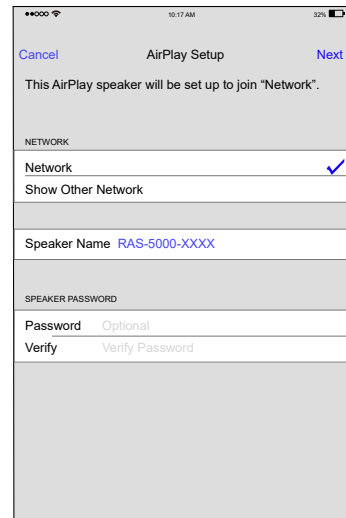 10:17 AM 32%
Cancel AirPlay Setup Next
This AirPlay speaker will be set up to join “Network”.
NETWORK
Network
Show Other Network
Speaker Name RAS-5000-XXXX
SPEAKER PASSWORD
Password Optional
Verify Verify Password